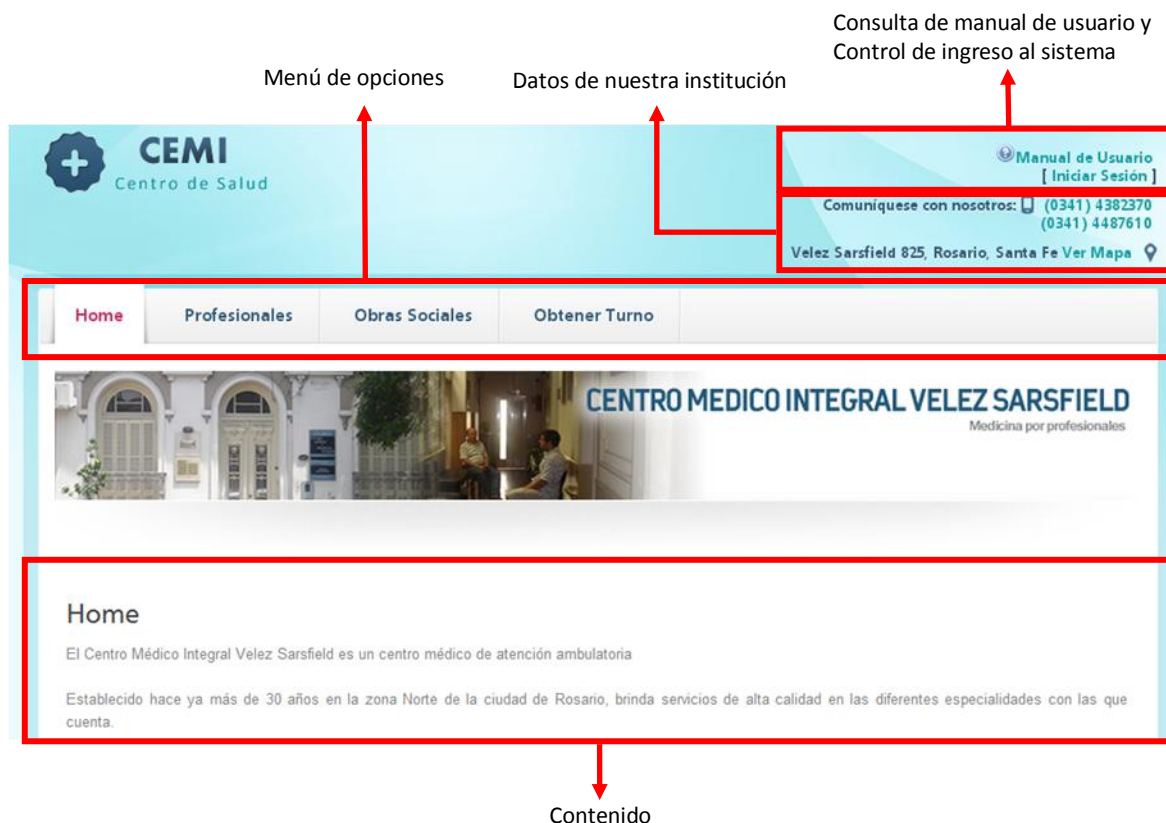 Consulta de manual de usuario y
Control de ingreso al sistema
Menú de opciones
Datos de nuestra institución
CEMI
Centro de Salud
Manual de Usuario
[ Iniciar Sesión ]
Comuníquese con nosotros: (0341) 4382370
(0341) 4487610
Velez Sarsfield 825, Rosario, Santa Fe Ver Mapa
Home Profesionales Obras Sociales Obtener Turno
CENTRO MEDICO INTEGRAL VELEZ SARSFIELD
Medicina por profesionales
Home
El Centro Médico Integral Velez Sarsfield es un centro médico de atención ambulatoria
Establecido hace ya más de 30 años en la zona Norte de la ciudad de Rosario, brinda servicios de alta calidad en las diferentes especialidades con las que
cuenta.
Contenido